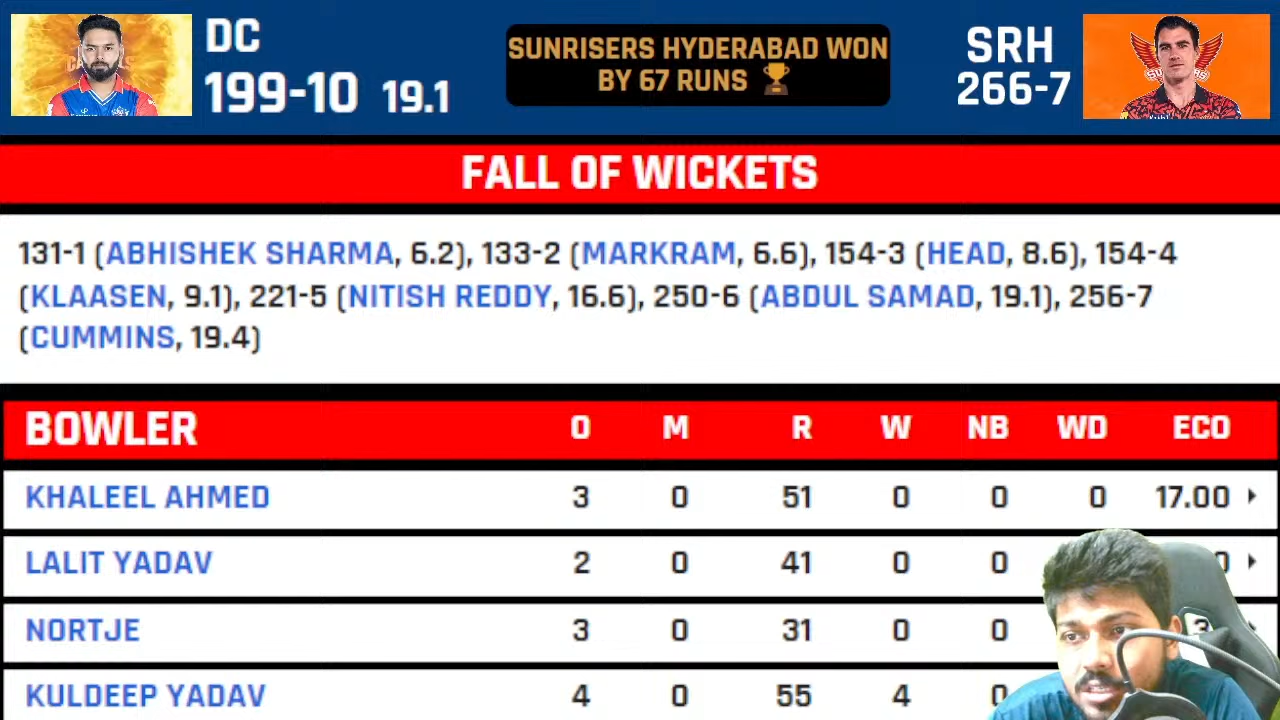 DC
199-10 19.1
SUNRISERS HYDERABAD WON
BY 67 RUNS
SRH
266-7
FALL OF WICKETS
131-1 (ABHISHEK SHARMA, 6.2), 133-2 (MARKRAM, 6.6), 154-3 (HEAD, 8.6), 154-4
(KLAASEN, 9.1), 221-5 (NITISH REDDY, 16.6), 250-6 (ABDUL SAMAD, 19.1), 256-7
(CUMMINS, 19.4)
BOWLER O M R W NB WD ECO
KHALEEL AHMED 3 0 51 0 0 0 17.00
LALIT YADAV 2 0 41 0 0
NORTJE 3 0 31 0 0
KULDEEP YADAV 4 0 55 4 0